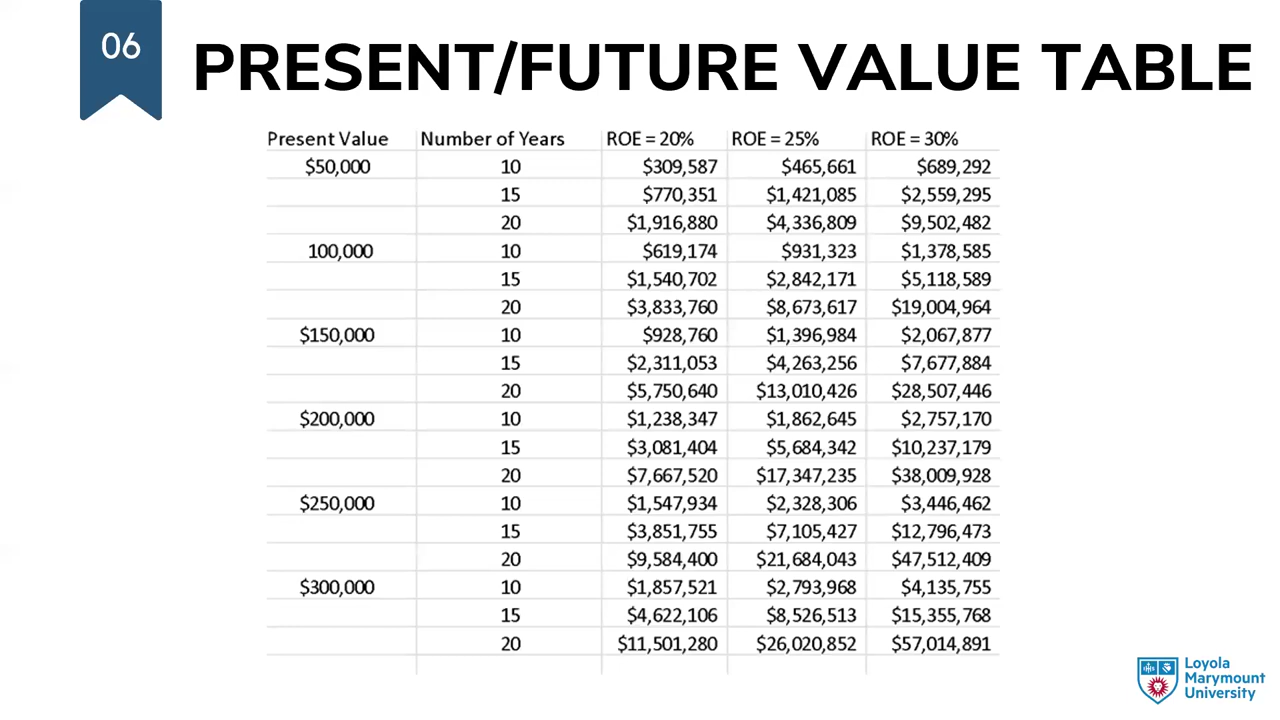 06
PRESENT/FUTURE VALUE TABLE
Present Value Number of Years ROE = 20% ROE = 25% ROE = 30%
$50,000 10 $309,587 $465,661 $689,292
15 $770,351 $1,421,085 $2,559,295
20 $1,916,880 $4,336,809 $9,502,482
100,000 10 $619,174 $931,323 $1,378,585
15 $1,540,702 $2,842,171 $5,118,589
20 $3,833,760 $8,673,617 $19,004,964
$150,000 10 $928,760 $1,396,984 $2,067,877
15 $2,311,053 $4,263,256 $7,677,884
20 $5,750,640 $13,010,426 $28,507,446
$200,000 10 $1,238,347 $1,862,645 $2,757,170
15 $3,081,404 $5,684,342 $10,237,179
20 $7,667,520 $17,347,235 $38,009,928
$250,000 10 $1,547,934 $2,328,306 $3,446,462
15 $3,851,755 $7,105,427 $12,796,473
20 $9,584,400 $21,684,043 $47,512,409
$300,000 10 $1,857,521 $2,793,968 $4,135,755
15 $4,622,106 $8,526,513 $15,355,768
20 $11,501,280 $26,020,852 $57,014,891
Loyola
Marymount
University